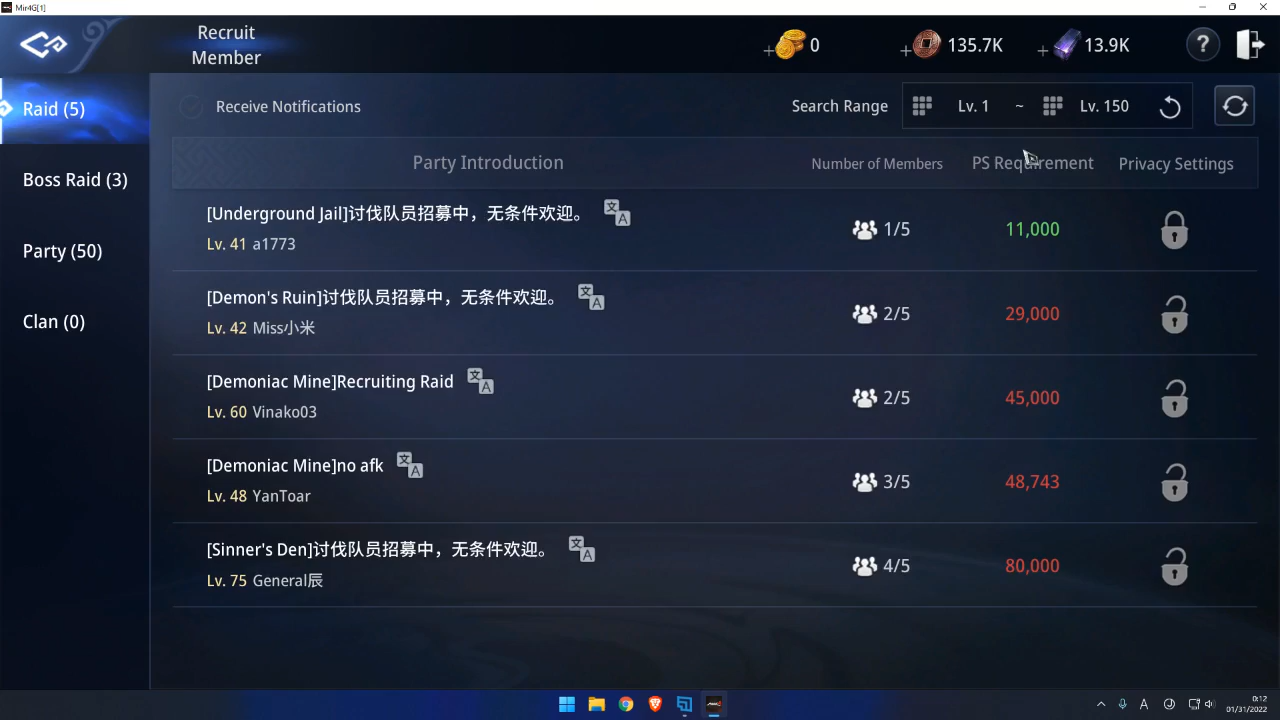 Mir4G[1]
Recruit
Member
0
135.7K
13.9K
?
Raid (5)
Boss Raid (3)
Party (50)
Clan (0)
Receive Notifications
Search Range
Lv. 1
~
Lv. 150
Party Introduction
Number of Members
PS Requirement
Privacy Settings
[Underground Jail]讨伐队员招募中，无条件欢迎。
Lv. 41 a1773
1/5
11,000
[Demon's Ruin]讨伐队员招募中，无条件欢迎。
Lv. 42 Miss小米
2/5
29,000
[Demoniac Mine]Recruiting Raid
Lv. 60 Vinako03
2/5
45,000
[Demoniac Mine]no afk
Lv. 48 YanToar
3/5
48,743
[Sinner's Den]讨伐队员招募中，无条件欢迎。
Lv. 75 General辰
4/5
80,000
A
0:12
01/31/2022